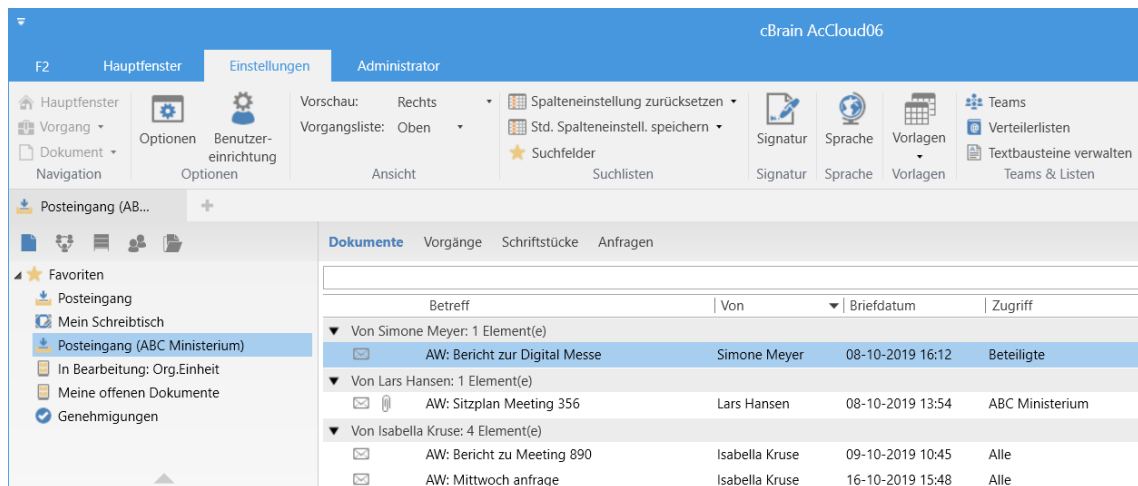 cBrain AcCloud06
F2 Hauptfenster Einstellungen Administrator
Hauptfenster
Vorgang
Dokument
Navigation
Optionen
Benutzer-
einrichtung
Optionen
Vorschau: Rechts
Vorgangsliste: Oben
Ansicht
Spalteneinstellung zurücksetzen
Std. Spalteneinstell. speichern
Suchfelder
Suchlisten
Signatur
Signatur
Sprache
Sprache
Vorlagen
Vorlagen
Teams
Verteilerlisten
Textbausteine verwalten
Teams & Listen
Posteingang (AB... +
Favoriten
Posteingang
Mein Schreibtisch
Posteingang (ABC Ministerium)
In Bearbeitung: Org.Einheit
Meine offenen Dokumente
Genehmigungen
Dokumente Vorgänge Schriftstücke Anfragen
Betreff Von Briefdatum Zugriff
Von Simone Meyer: 1 Element(e)
AW: Bericht zur Digital Messe Simone Meyer 08-10-2019 16:12 Beteiligte
Von Lars Hansen: 1 Element(e)
AW: Sitzplan Meeting 356 Lars Hansen 08-10-2019 13:54 ABC Ministerium
Von Isabella Kruse: 4 Element(e)
AW: Bericht zu Meeting 890 Isabella Kruse 09-10-2019 10:45 Alle
AW: Mittwoch anfrage Isabella Kruse 16-10-2019 15:48 Alle